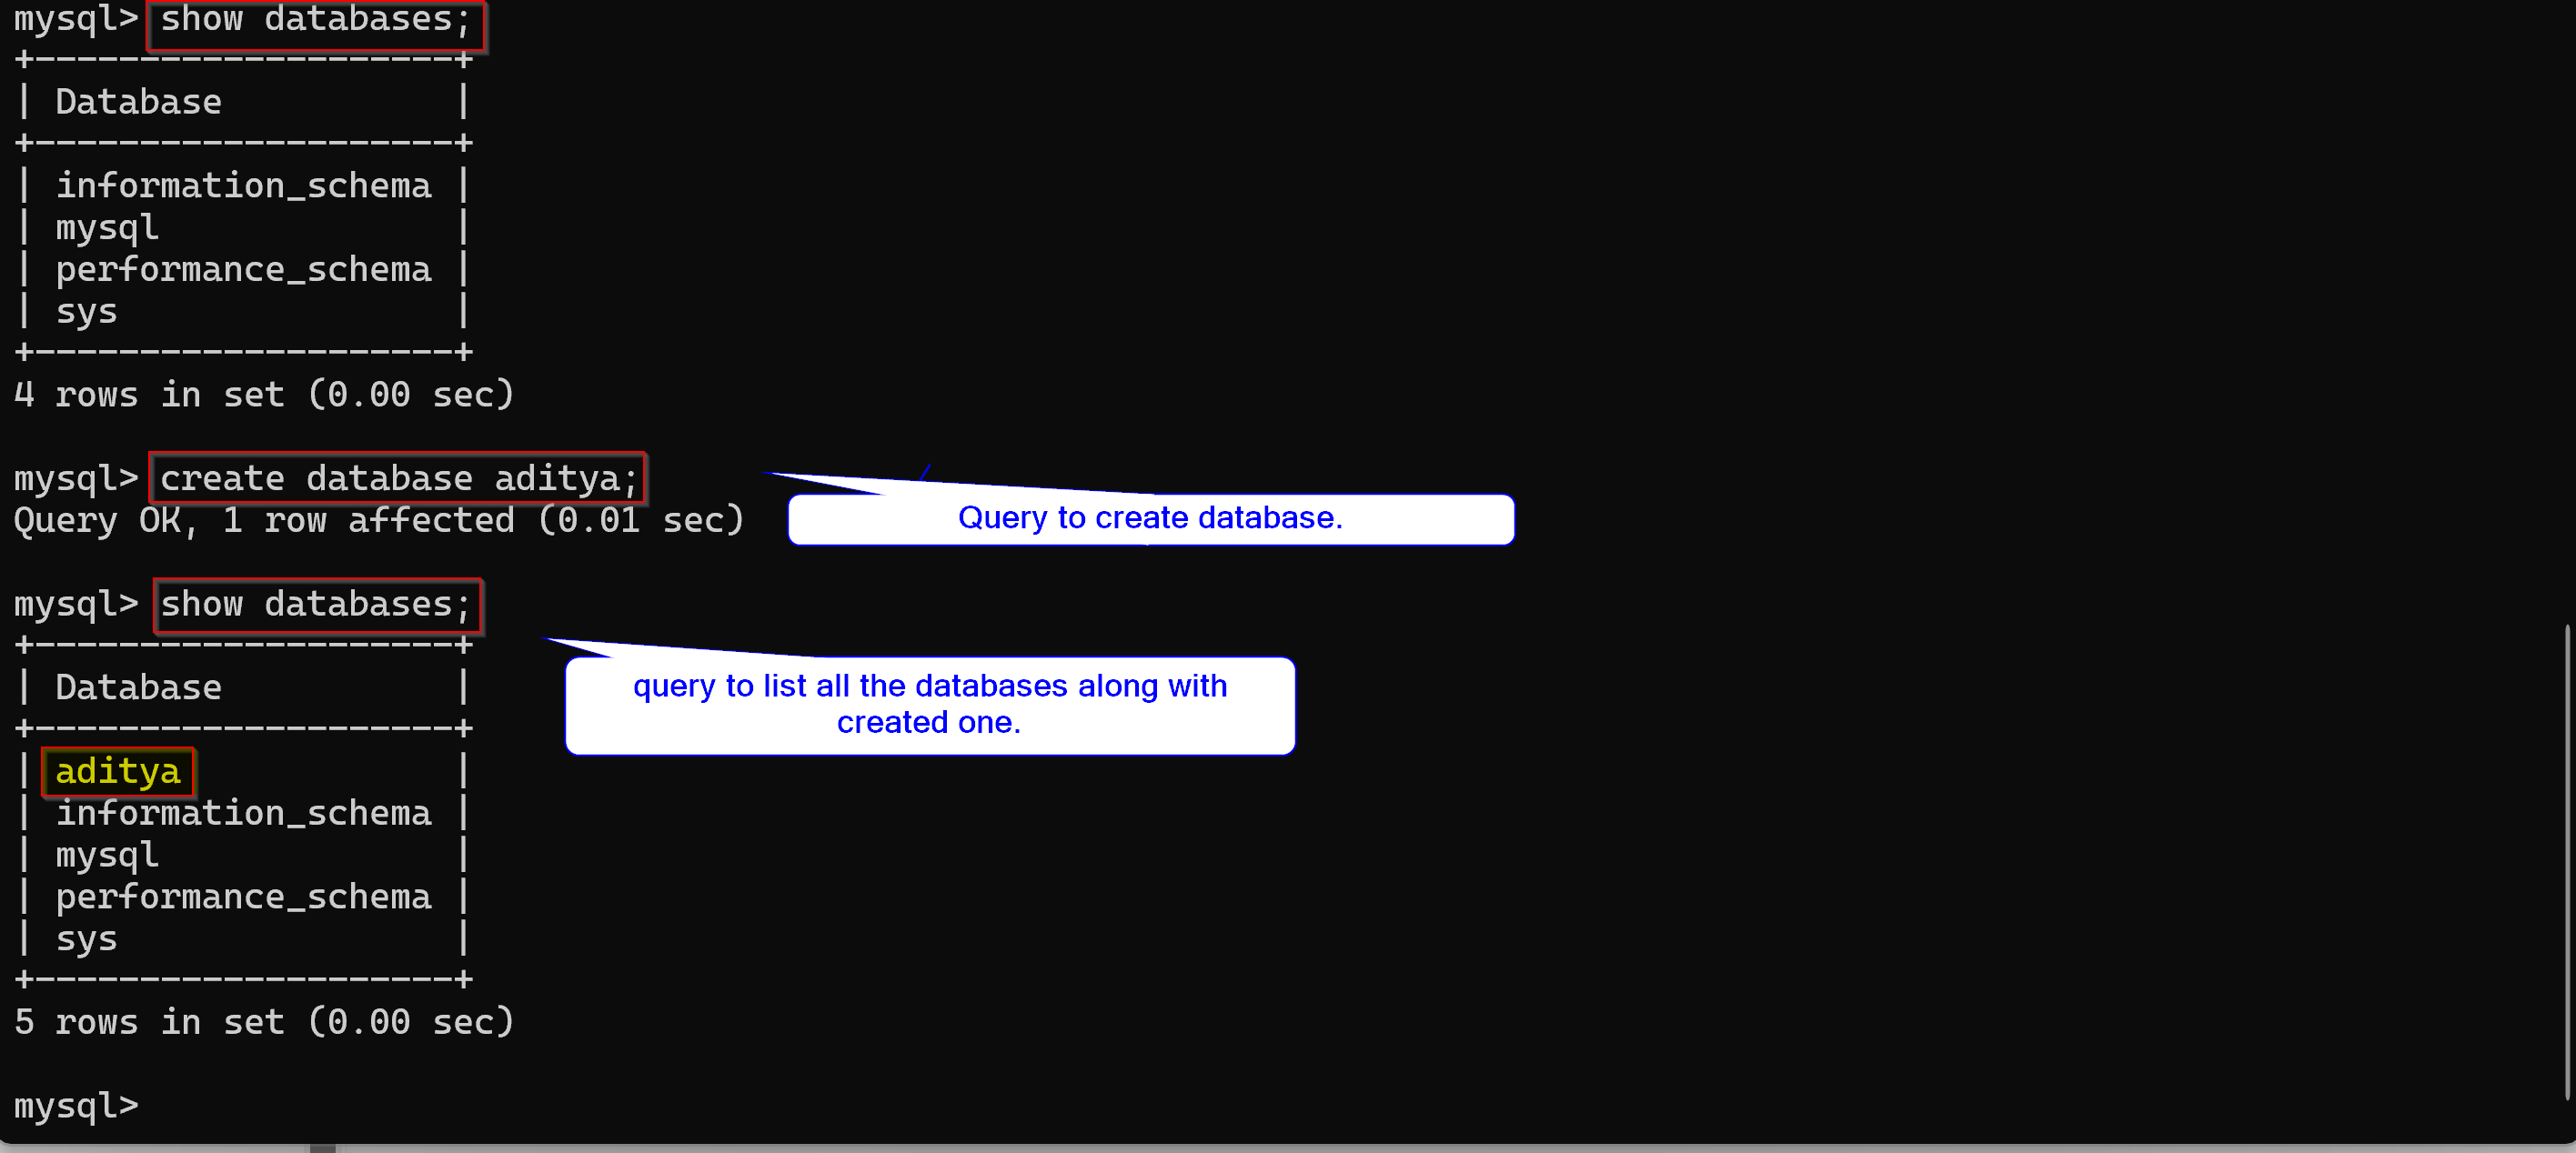 mysql> show databases;
+--------------------+
| Database           |
+--------------------+
| information_schema |
| mysql              |
| performance_schema |
| sys                |
+--------------------+
4 rows in set (0.00 sec)
mysql> create database aditya;
Query OK, 1 row affected (0.01 sec)
Query to create database.
mysql> show databases;
+--------------------+
| Database           |
+--------------------+
query to list all the databases along with
created one.
| aditya             |
| information_schema |
| mysql              |
| performance_schema |
| sys                |
+--------------------+
5 rows in set (0.00 sec)
mysql>